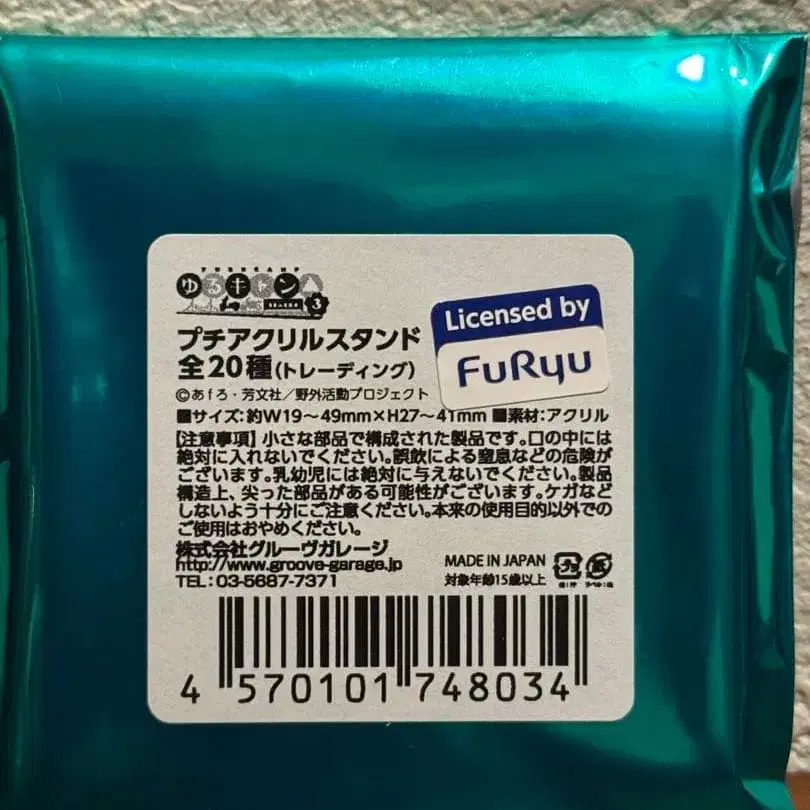 YURUCAMP
ゆるキャン△
3
プチアクリルスタンド
全20種(トレーディング)
Licensed by
FuRyu
©あfろ・芳文社/野外活動プロジェクト
■サイズ:約W19〜49mm×H27〜41mm ■素材:アクリル
【注意事項】小さな部品で構成された製品です。口の中には
絶対に入れないでください。誤飲による窒息などの危険が
ございます。乳幼児には絶対に与えないでください。製品
構造上、尖った部品がある可能性がございます。ケガなど
しないよう十分にご注意ください。本来の使用目的以外での
ご使用はおやめください。
株式会社グルーヴガレージ
http://www.groove-garage.jp
TEL:03-5687-7371
MADE IN JAPAN
対象年齢15歳以上
プラ
4 570101 748034